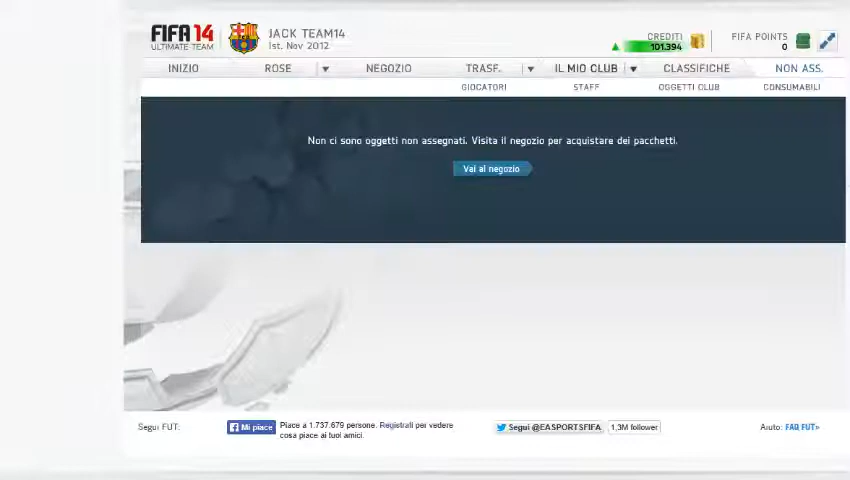 FIFA 14
ULTIMATE TEAM
JACK TEAM14
1st. Nov 2012
CREDITI
101.394
FIFA POINTS
0
INIZIO ROSE NEGOZIO TRASF. IL MIO CLUB CLASSIFICHE NON ASS.
GIOCATORI STAFF OGGETTI CLUB CONSUMABILI
Non ci sono oggetti non assegnati. Visita il negozio per acquistare dei pacchetti.
Vai al negozio
Segui FUT: Mi piace Piace a 1.737.679 persone. Registrati per vedere
cosa piace ai tuoi amici.
Segui @EASPORTSFIFA 1,3M follower
Aiuto: FAQ FUT»